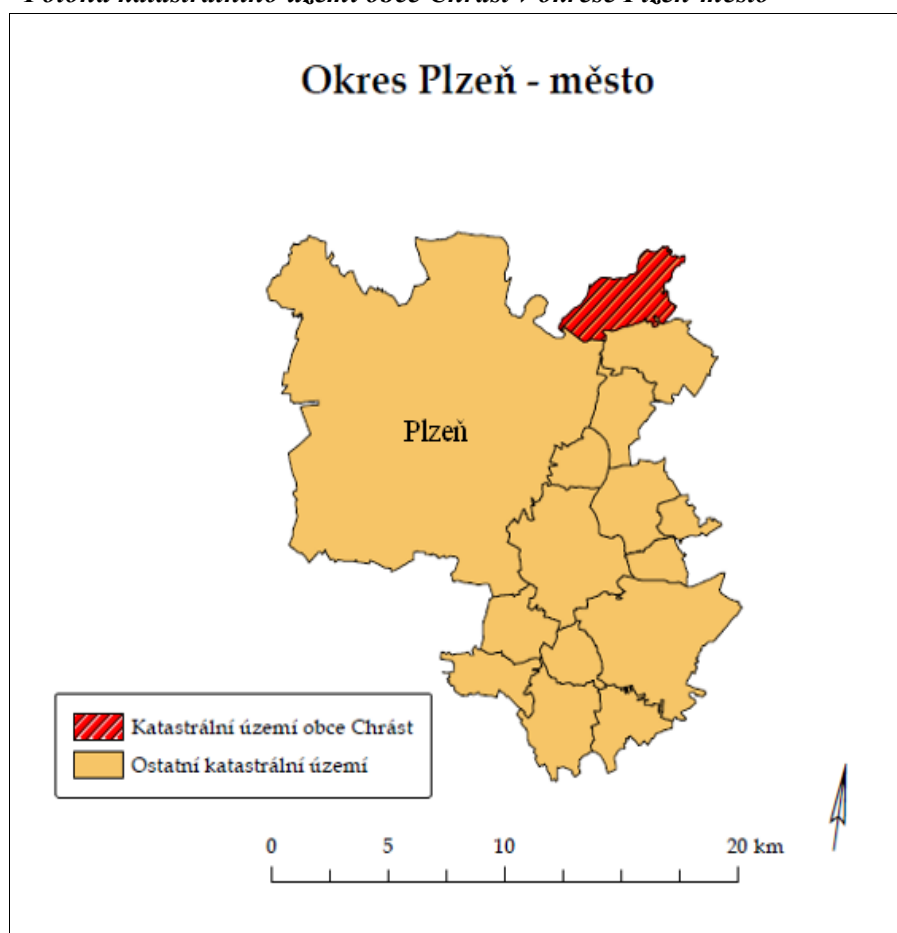 Okres Plzeň - město
Plzeň
Katastrální území obce Chrást
Ostatní katastrální území
0 5 10 20 km